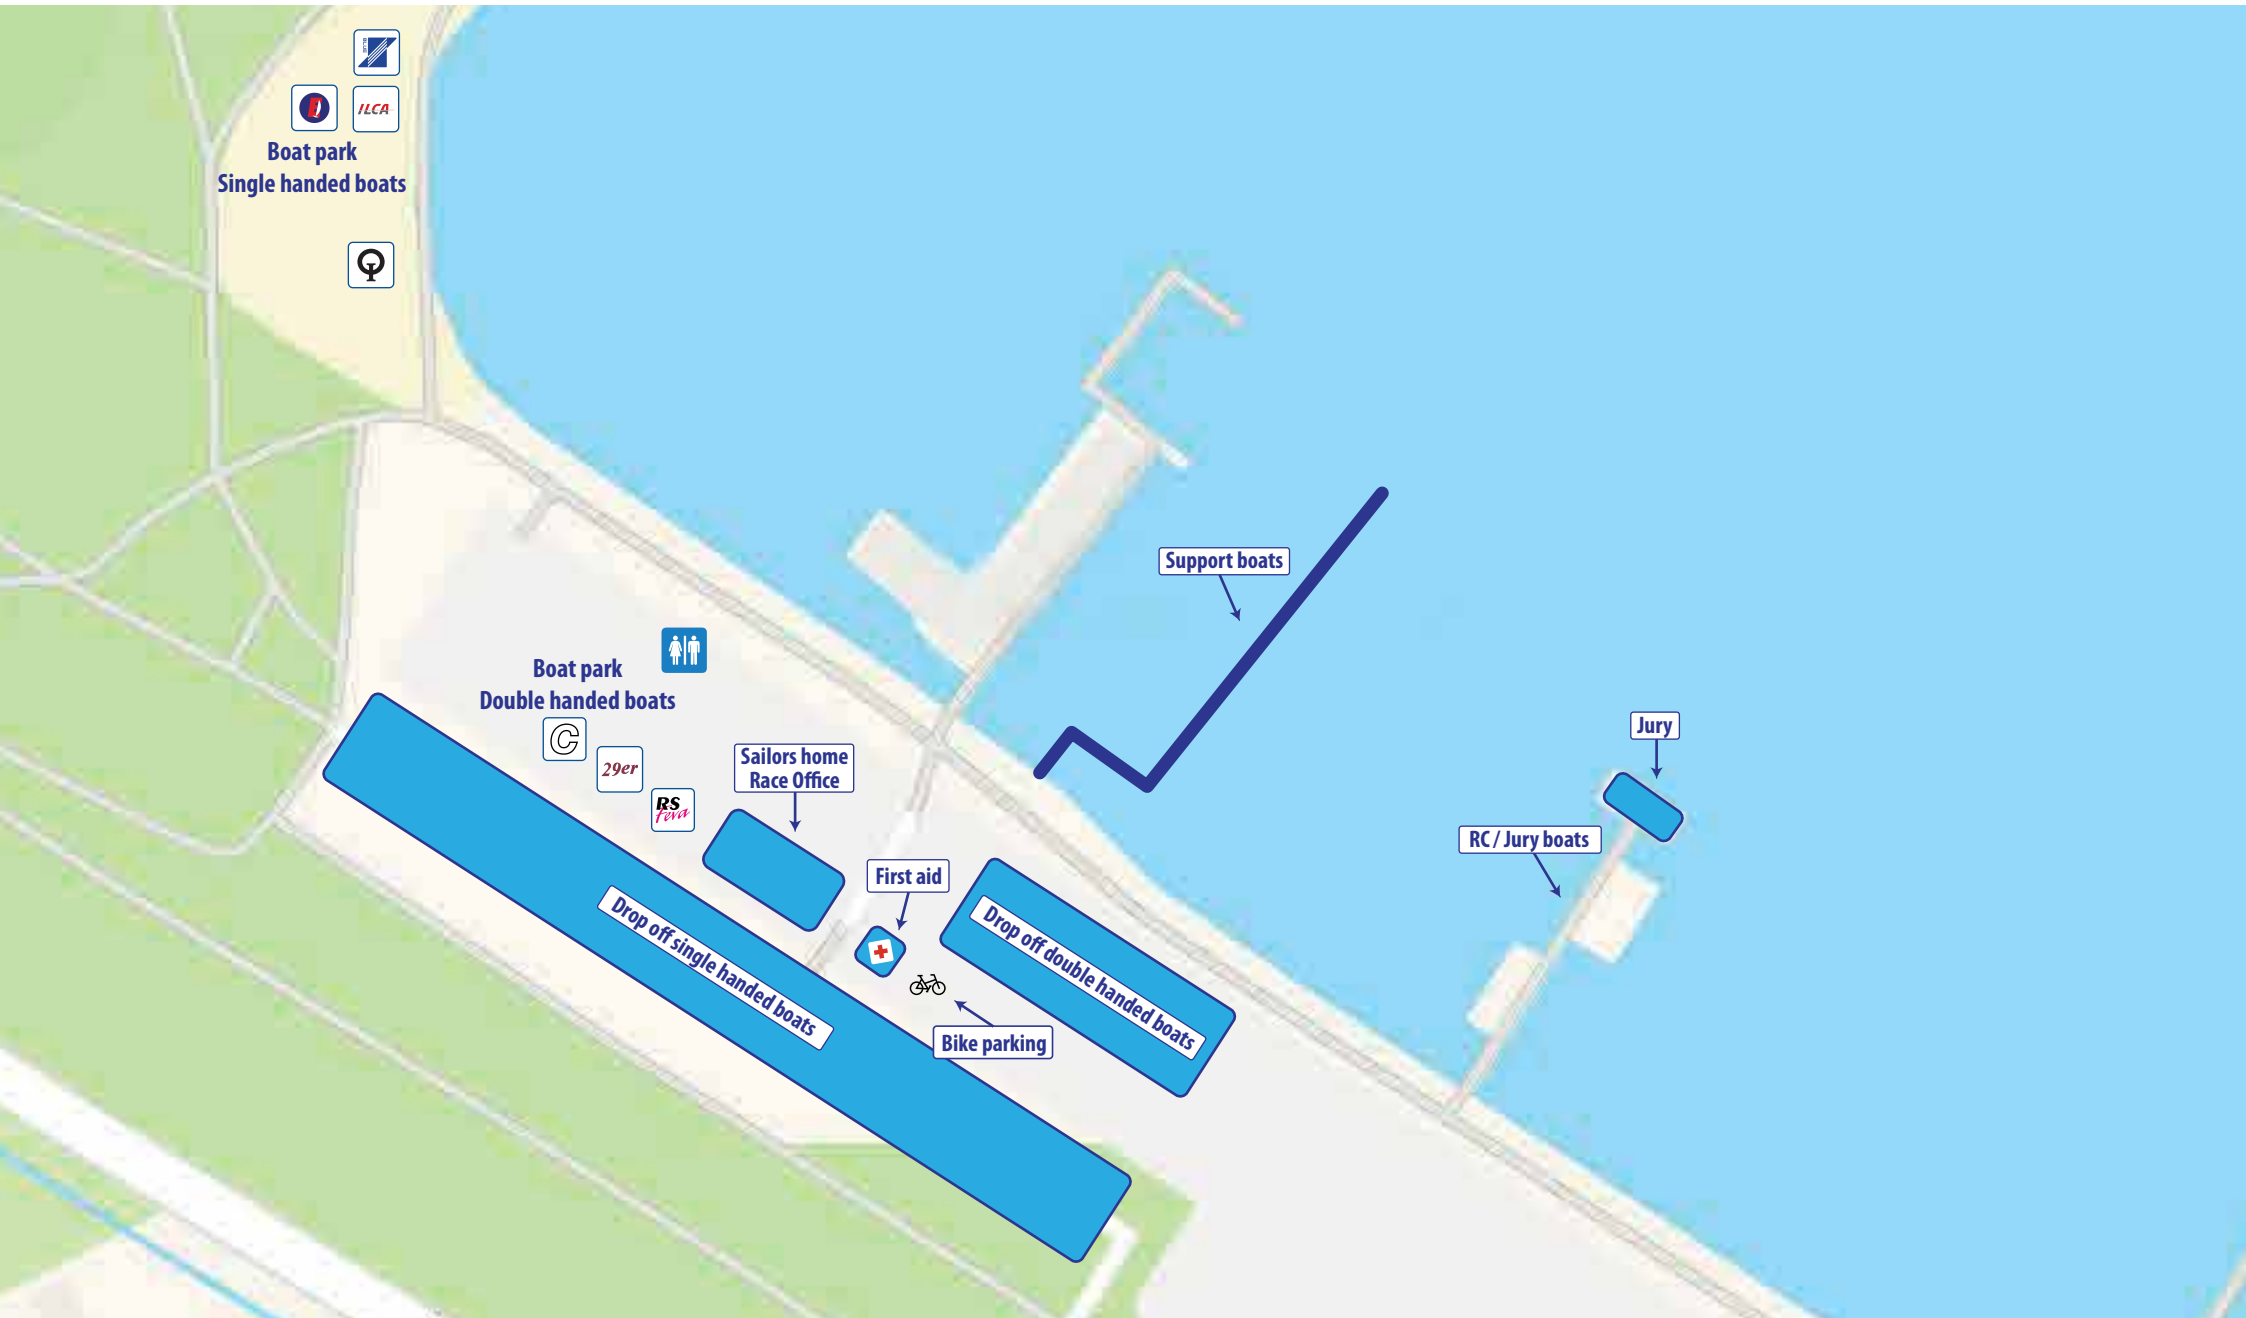 ILCA
Boat park
Single handed boats
Support boats
Boat park
Double handed boats
C
29er
RS
Feva
Sailors home
Race Office
Jury
RC / Jury boats
First aid
Drop off single handed boats
Drop off double handed boats
Bike parking